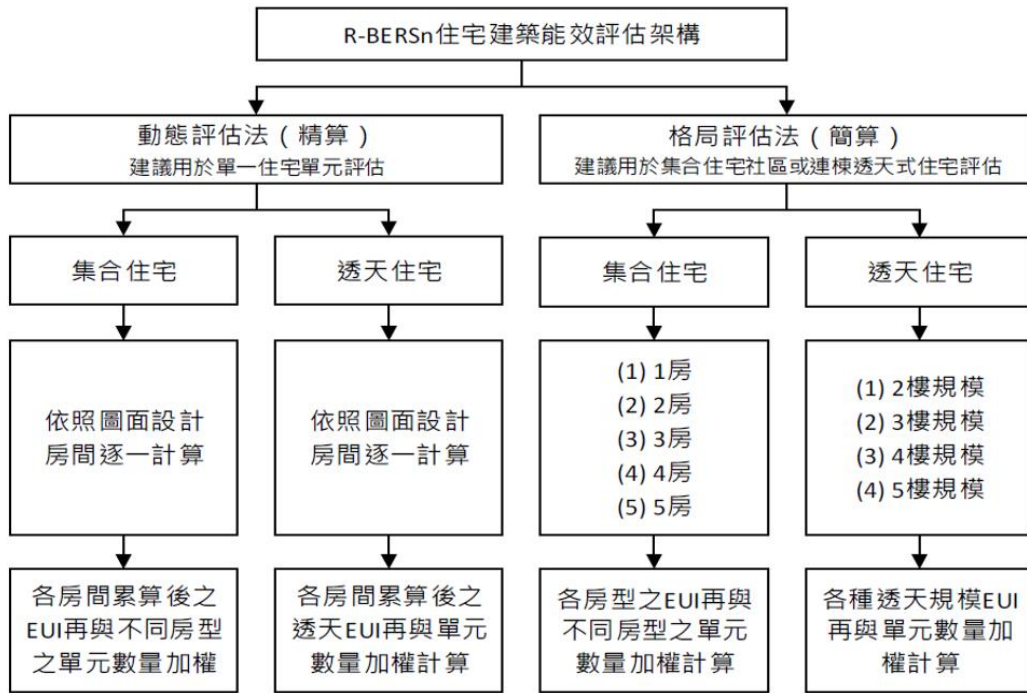 R-BERSn住宅建築能效評估架構
動態評估法（精算）
建議用於單一住宅單元評估
格局評估法（簡算）
建議用於集合住宅社區或連棟透天式住宅評估
集合住宅
透天住宅
集合住宅
透天住宅
依照圖面設計
房間逐一計算
依照圖面設計
房間逐一計算
(1) 1房
(2) 2房
(3) 3房
(4) 4房
(5) 5房
(1) 2樓規模
(2) 3樓規模
(3) 4樓規模
(4) 5樓規模
各房間累算後之
EUI再與不同房型
之單元數量加權
各房間累算後之
透天EUI再與單元
數量加權計算
各房型之EUI再與
不同房型之單元
數量加權計算
各種透天規模EUI
再與單元數量加
權計算